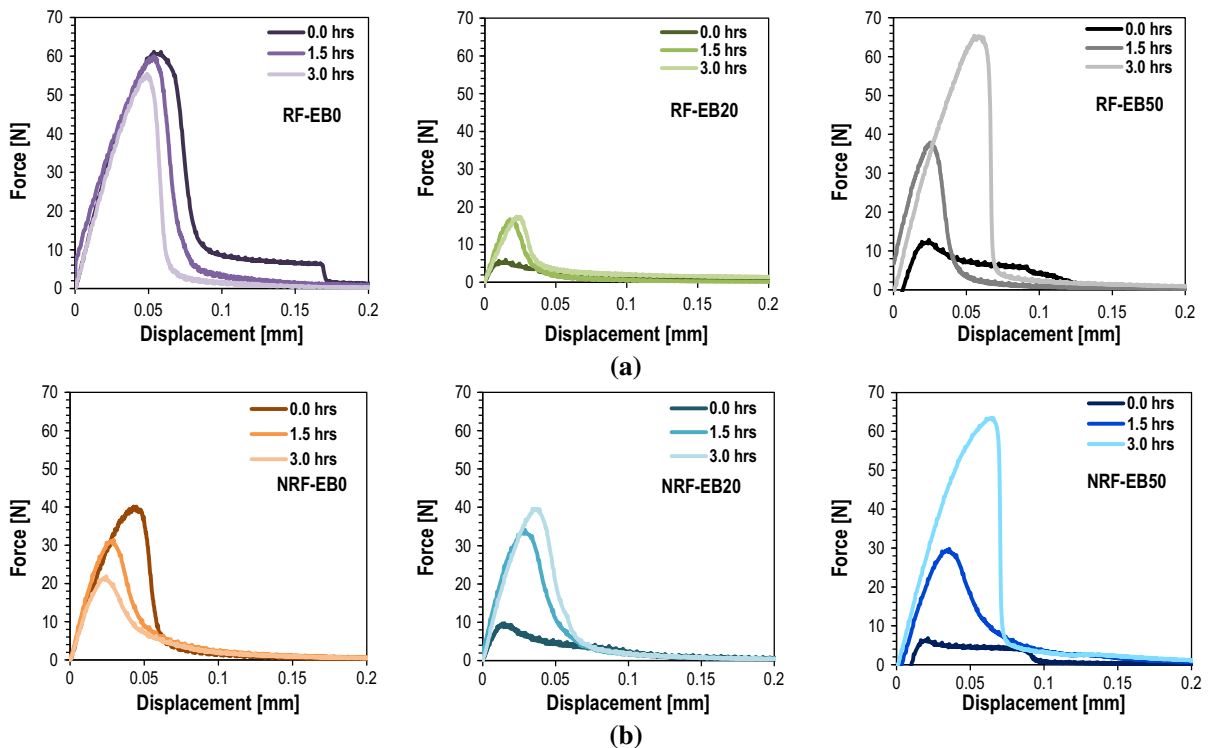 70
60
50
40
30
20
10
0
Force [N]
0.0 hrs
1.5 hrs
3.0 hrs
RF-EB0
0 0.05 0.1 0.15 0.2
Displacement [mm]
70
60
50
40
30
20
10
0
Force [N]
0.0 hrs
1.5 hrs
3.0 hrs
RF-EB20
0 0.05 0.1 0.15 0.2
Displacement [mm]
70
60
50
40
30
20
10
0
Force [N]
0.0 hrs
1.5 hrs
3.0 hrs
RF-EB50
0 0.05 0.1 0.15 0.2
Displacement [mm]
(a)
70
60
50
40
30
20
10
0
Force [N]
0.0 hrs
1.5 hrs
3.0 hrs
NRF-EB0
0 0.05 0.1 0.15 0.2
Displacement [mm]
70
60
50
40
30
20
10
0
Force [N]
0.0 hrs
1.5 hrs
3.0 hrs
NRF-EB20
0 0.05 0.1 0.15 0.2
Displacement [mm]
70
60
50
40
30
20
10
0
Force [N]
0.0 hrs
1.5 hrs
3.0 hrs
NRF-EB50
0 0.05 0.1 0.15 0.2
Displacement [mm]
(b)